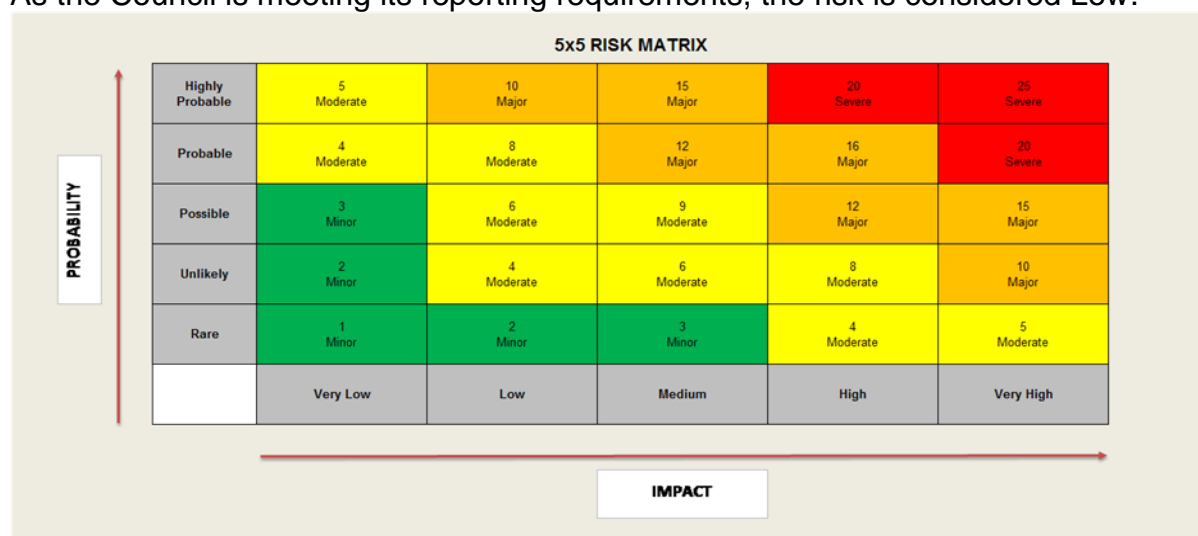 As the Council is meeting its reporting requirements, the risk is considered Low.
5x5 RISK MATRIX
Highly
Probable
5
Moderate
10
Major
15
Major
20
Severe
25
Severe
Probable
4
Moderate
8
Moderate
12
Major
16
Major
20
Severe
PROBABILITY
Possible
3
Minor
6
Moderate
9
Moderate
12
Major
15
Major
Unlikely
2
Minor
4
Moderate
6
Moderate
8
Moderate
10
Major
Rare
1
Minor
2
Minor
3
Minor
4
Moderate
5
Moderate
Very Low
Low
Medium
High
Very High
IMPACT